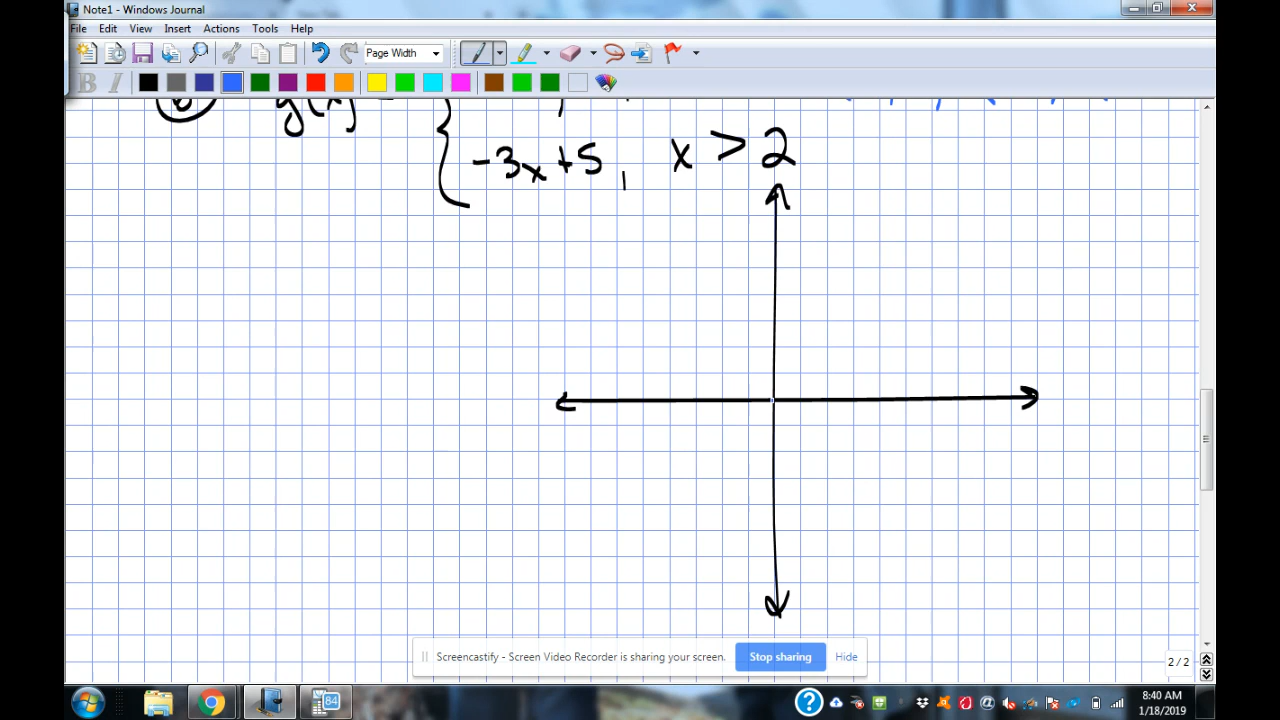 Note1 - Windows Journal
File Edit View Insert Actions Tools Help
Page Width
B I
g(x)
-3x+5, x > 2
Screencastify - Screen Video Recorder is sharing your screen. Stop sharing Hide
2 / 2
84
8:40 AM
1/18/2019